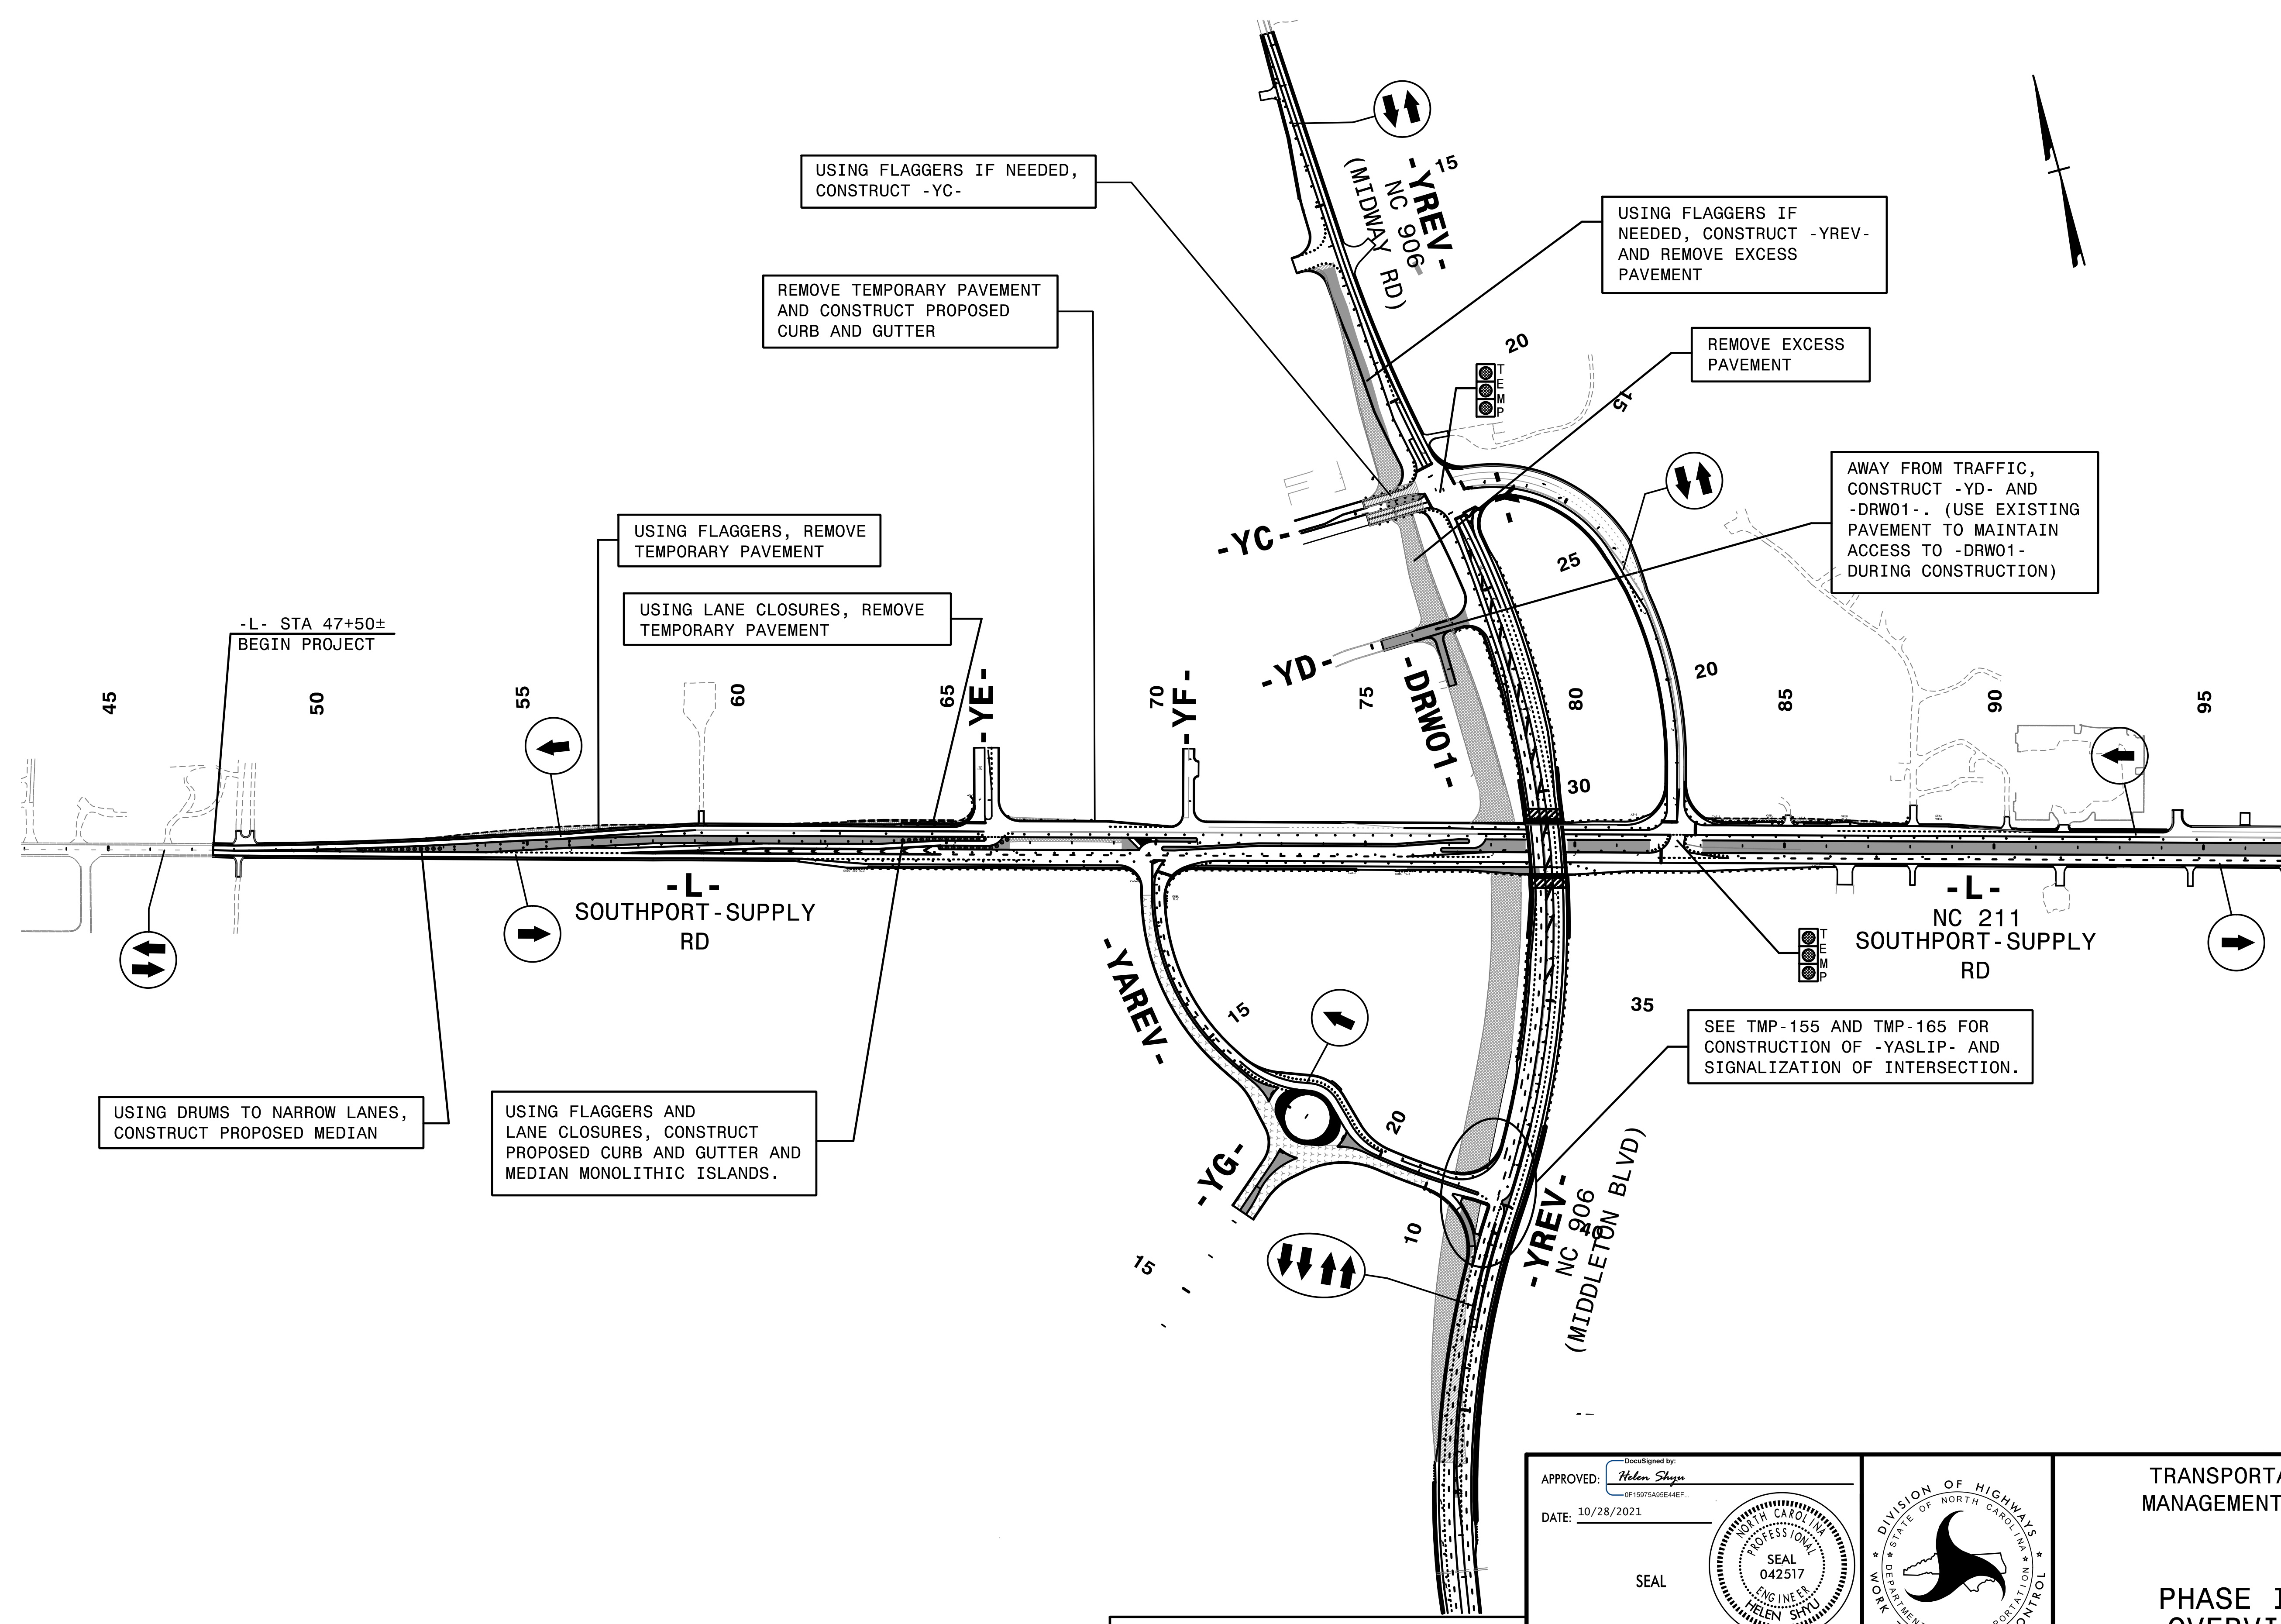 -YREV-
NC 906
(MIDWAY RD)
15
USING FLAGGERS IF NEEDED,
CONSTRUCT -YC-
USING FLAGGERS IF
NEEDED, CONSTRUCT -YREV-
AND REMOVE EXCESS
PAVEMENT
REMOVE TEMPORARY PAVEMENT
AND CONSTRUCT PROPOSED
CURB AND GUTTER
20
REMOVE EXCESS
PAVEMENT
TEMP
15
AWAY FROM TRAFFIC,
CONSTRUCT -YD- AND
-DRW01-. (USE EXISTING
PAVEMENT TO MAINTAIN
ACCESS TO -DRW01-
DURING CONSTRUCTION)
USING FLAGGERS, REMOVE
TEMPORARY PAVEMENT
-YC-
25
USING LANE CLOSURES, REMOVE
TEMPORARY PAVEMENT
-L- STA 47+50±
BEGIN PROJECT
-YD-
-DRW01-
20
45
50
55
60
65
-YE-
70
-YF-
75
80
85
90
95
30
-L-
SOUTHPORT-SUPPLY
RD
-L-
NC 211
SOUTHPORT-SUPPLY
RD
TEMP
-YAREV-
15
35
SEE TMP-155 AND TMP-165 FOR
CONSTRUCTION OF -YASLIP- AND
SIGNALIZATION OF INTERSECTION.
USING DRUMS TO NARROW LANES,
CONSTRUCT PROPOSED MEDIAN
USING FLAGGERS AND
LANE CLOSURES, CONSTRUCT
PROPOSED CURB AND GUTTER AND
MEDIAN MONOLITHIC ISLANDS.
20
-YG-
10
15
-YREV-
NC 906
(MIDDLETON BLVD)
40
DocuSigned by:
APPROVED: Helen Shyu
0F15975A95E44EF...
DATE: 10/28/2021
SEAL
NORTH CAROLINA
PROFESSIONAL
SEAL
042517
ENGINEER
HELEN SHYU
DIVISION OF HIGHWAYS
STATE OF NORTH CAROLINA
WORK
TRANSPORTA
MANAGEMENT
PHASE I